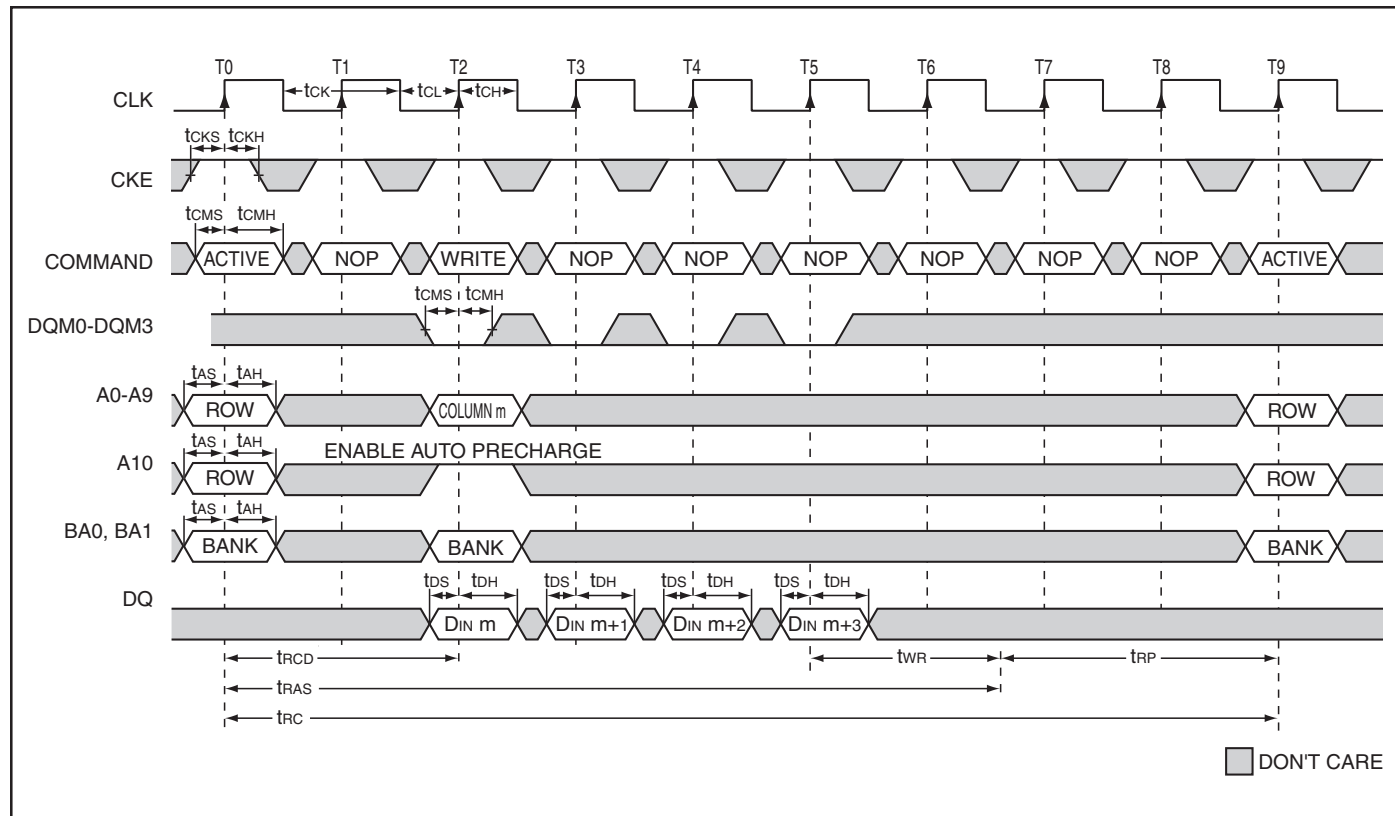 T0 T1 T2 T3 T4 T5 T6 T7 T8 T9
CLK tCK tCL tCH
tCKS tCKH
CKE
tCMS tCMH
COMMAND ACTIVE NOP WRITE NOP NOP NOP NOP NOP NOP ACTIVE
tCMS tCMH
DQM0-DQM3
tAS tAH
A0-A9 ROW COLUMN m ROW
tAS tAH ENABLE AUTO PRECHARGE
A10 ROW ROW
tAS tAH
BA0, BA1 BANK BANK BANK
tDS tDH tDS tDH tDS tDH tDS tDH
DQ DIN m DIN m+1 DIN m+2 DIN m+3
tRCD tWR tRP
tRAS
tRC
DON'T CARE